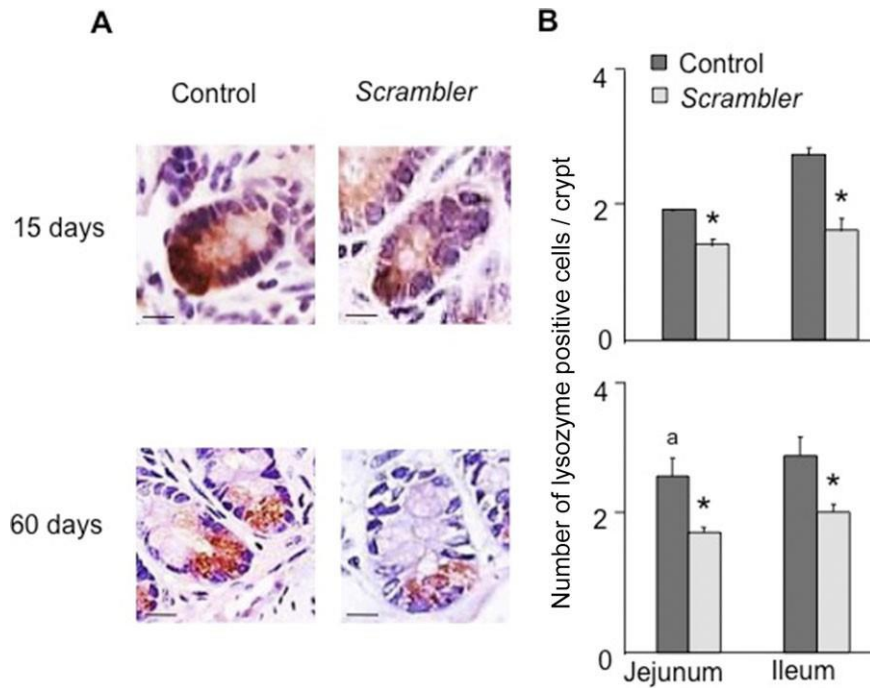 A
Control
Scrambler
15 days
60 days
B
Control
Scrambler
Number of lysozyme positive cells / crypt
4
2
0
*
*
4
2
0
a
*
*
Jejunum
Ileum